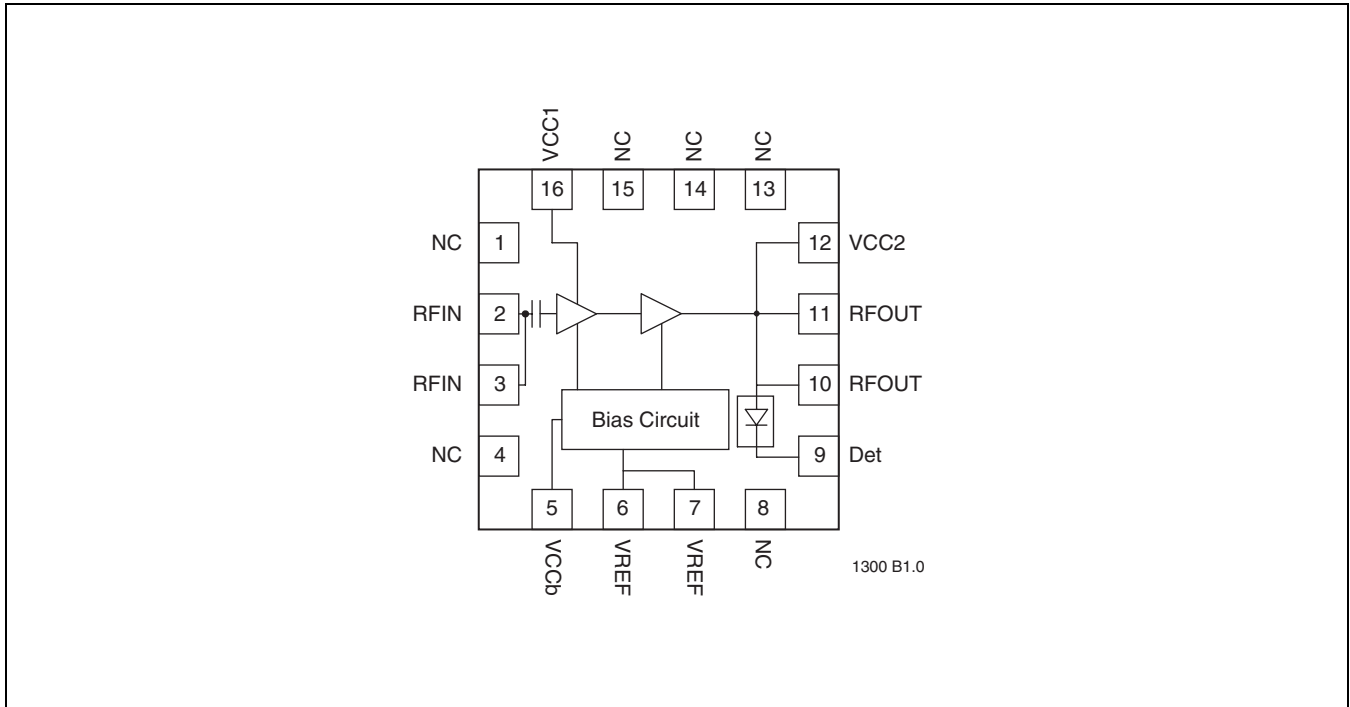 VCC1
NC
NC
NC
16
15
14
13
NC
1
12
VCC2
RFIN
2
11
RFOUT
RFIN
3
10
RFOUT
Bias Circuit
NC
4
9
Det
5
6
7
8
VCCb
VREF
VREF
NC
1300 B1.0